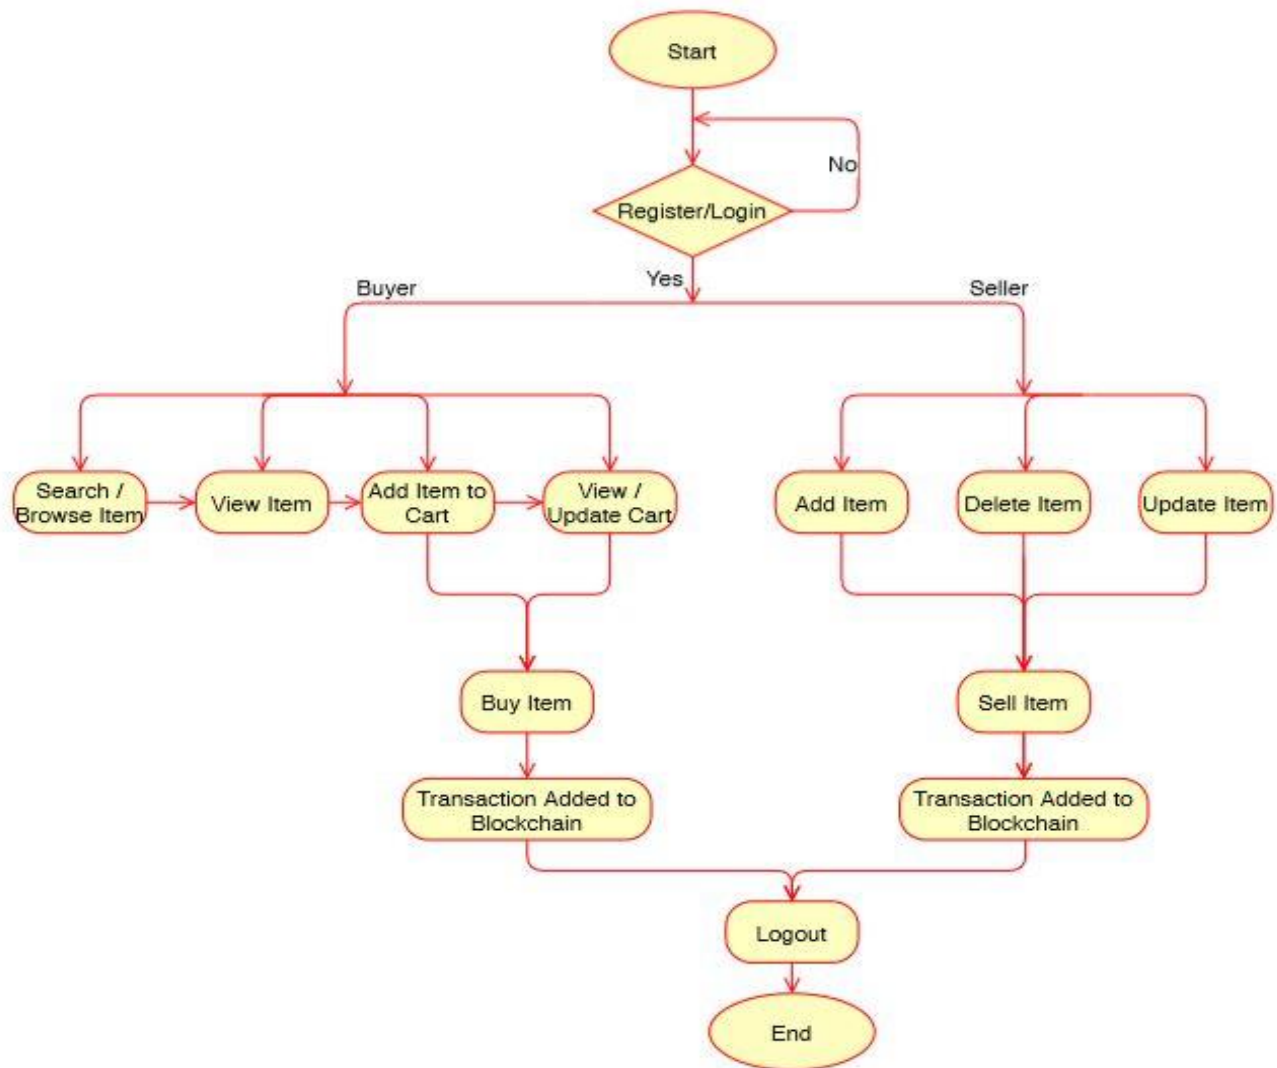 Start
No
Register/Login
Yes
Buyer
Seller
Search /
Browse Item
View Item
Add Item to
Cart
View /
Update Cart
Add Item
Delete Item
Update Item
Buy Item
Sell Item
Transaction Added to
Blockchain
Transaction Added to
Blockchain
Logout
End